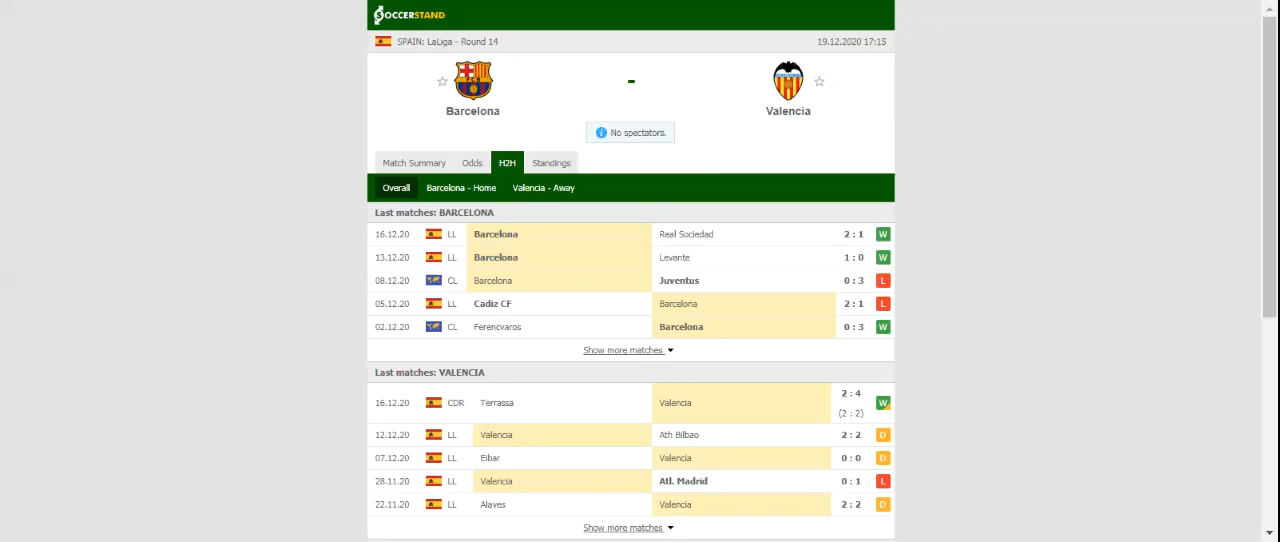 SOCCERSTAND
SPAIN: LaLiga - Round 14 19.12.2020 17:15
-
Barcelona Valencia
No spectators.
Match Summary Odds H2H Standings
Overall Barcelona - Home Valencia - Away
Last matches: BARCELONA
16.12.20 LL Barcelona Real Sociedad 2 : 1 W
13.12.20 LL Barcelona Levante 1 : 0 W
08.12.20 CL Barcelona Juventus 0 : 3 L
05.12.20 LL Cadiz CF Barcelona 2 : 1 L
02.12.20 CL Ferencvaros Barcelona 0 : 3 W
Show more matches
Last matches: VALENCIA
16.12.20 CDR Terrassa Valencia 2 : 4 (2 : 2) W
12.12.20 LL Valencia Ath Bilbao 2 : 2 D
07.12.20 LL Eibar Valencia 0 : 0 D
28.11.20 LL Valencia Atl. Madrid 0 : 1 L
22.11.20 LL Alaves Valencia 2 : 2 D
Show more matches